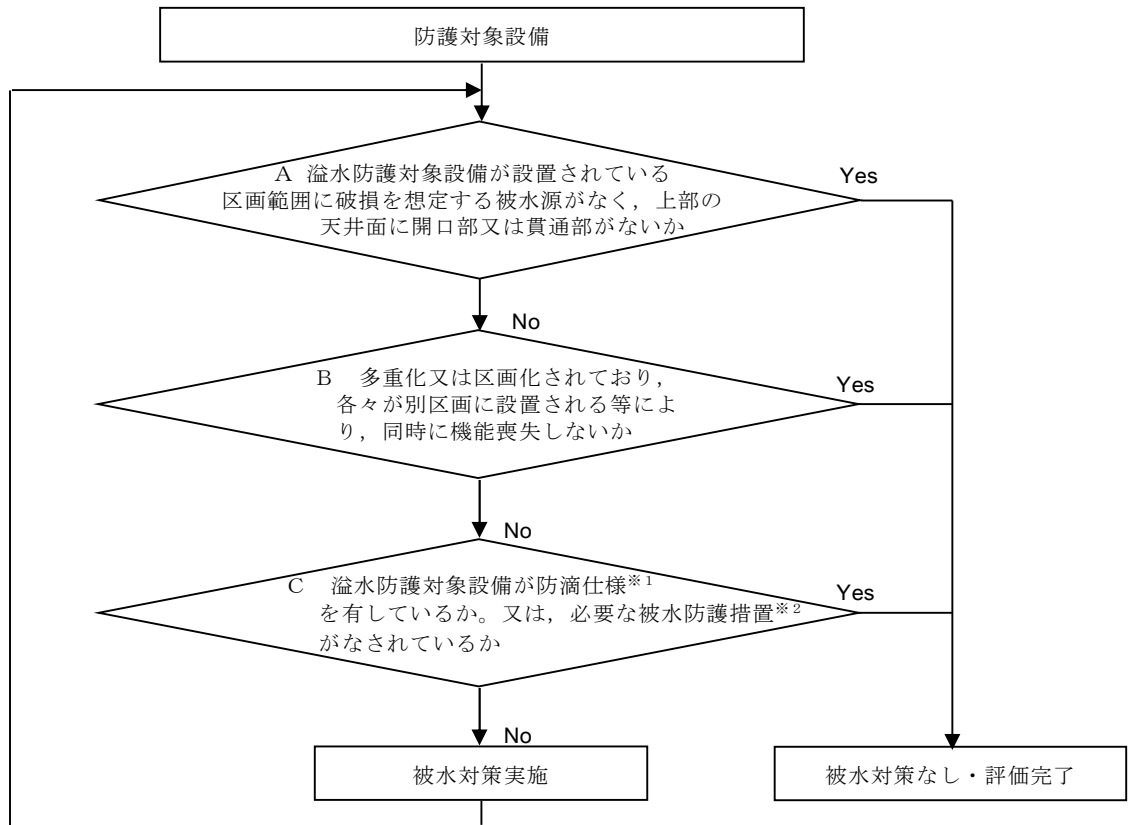 防護対象設備
A 溢水防護対象設備が設置されている
区画範囲に破損を想定する被水源がなく，上部の
天井面に開口部又は貫通部がないか
Yes
No
B 多重化又は区画化されており，
各々が別区画に設置される等によ
り，同時に機能喪失しないか
Yes
No
C 溢水防護対象設備が防滴仕様※1
を有しているか。又は，必要な被水防護措置※2
がなされているか
Yes
No
被水対策実施
被水対策なし・評価完了